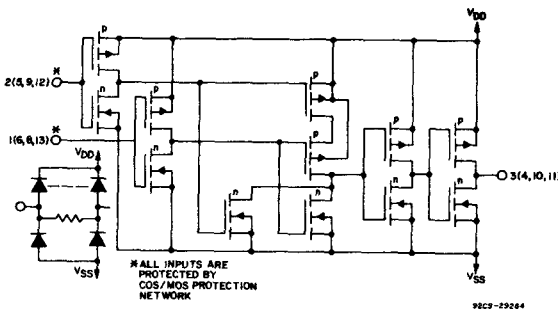 VDD
p
p
p
p
p
*
2(5,9,12)
n
p
*
1(6,8,13)
VDD
n
n
n
n
n
3(4,10,11)
VSS
VSS
*ALL INPUTS ARE
PROTECTED BY
COS/MOS PROTECTION
NETWORK
92CS-29264